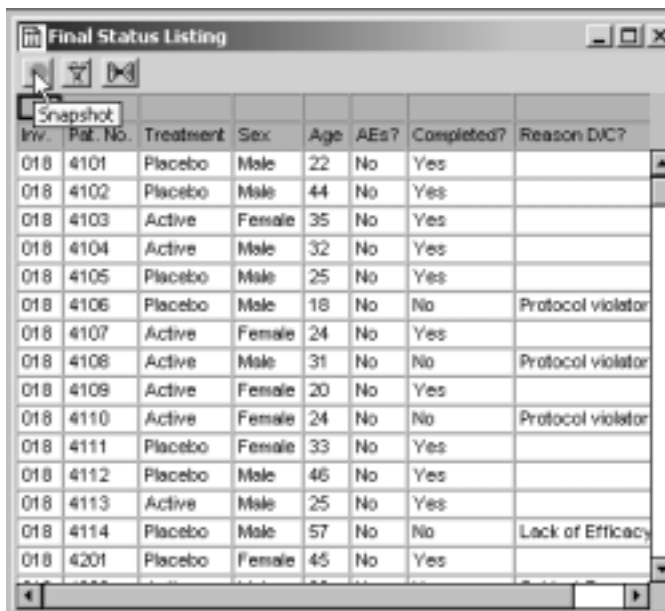 Final Status Listing
Snapshot
Inv. Pat. No. Treatment Sex Age AEs? Completed? Reason D/C?
018 4101 Placebo Male 22 No Yes
018 4102 Placebo Male 44 No Yes
018 4103 Active Female 35 No Yes
018 4104 Active Male 32 No Yes
018 4105 Placebo Male 25 No Yes
018 4106 Placebo Male 18 No No Protocol violator
018 4107 Active Female 24 No Yes
018 4108 Active Male 31 No No Protocol violator
018 4109 Active Female 20 No Yes
018 4110 Active Female 24 No No Protocol violator
018 4111 Placebo Female 33 No Yes
018 4112 Placebo Male 46 No Yes
018 4113 Active Male 25 No Yes
018 4114 Placebo Male 57 No No Lack of Efficacy
018 4201 Placebo Female 45 No Yes